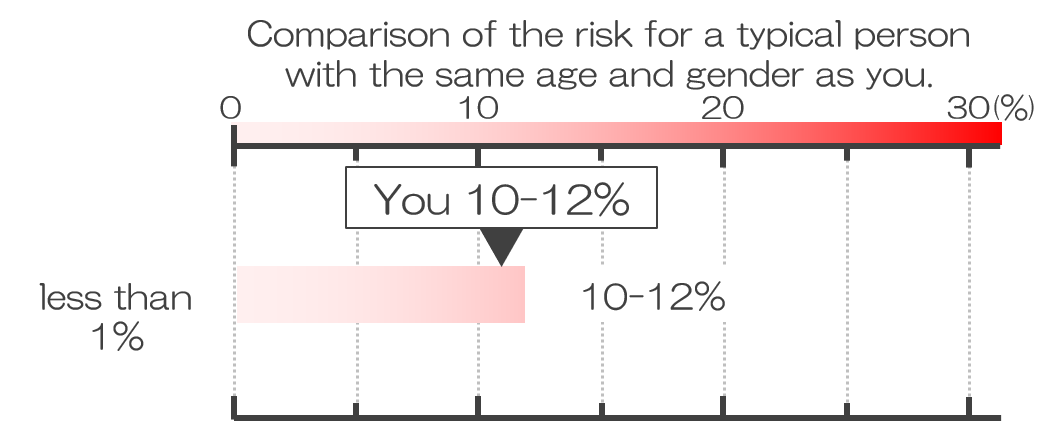 Comparison of the risk for a typical person
with the same age and gender as you.
0 10 20 30(%)
You 10-12%
less than
1%
10-12%